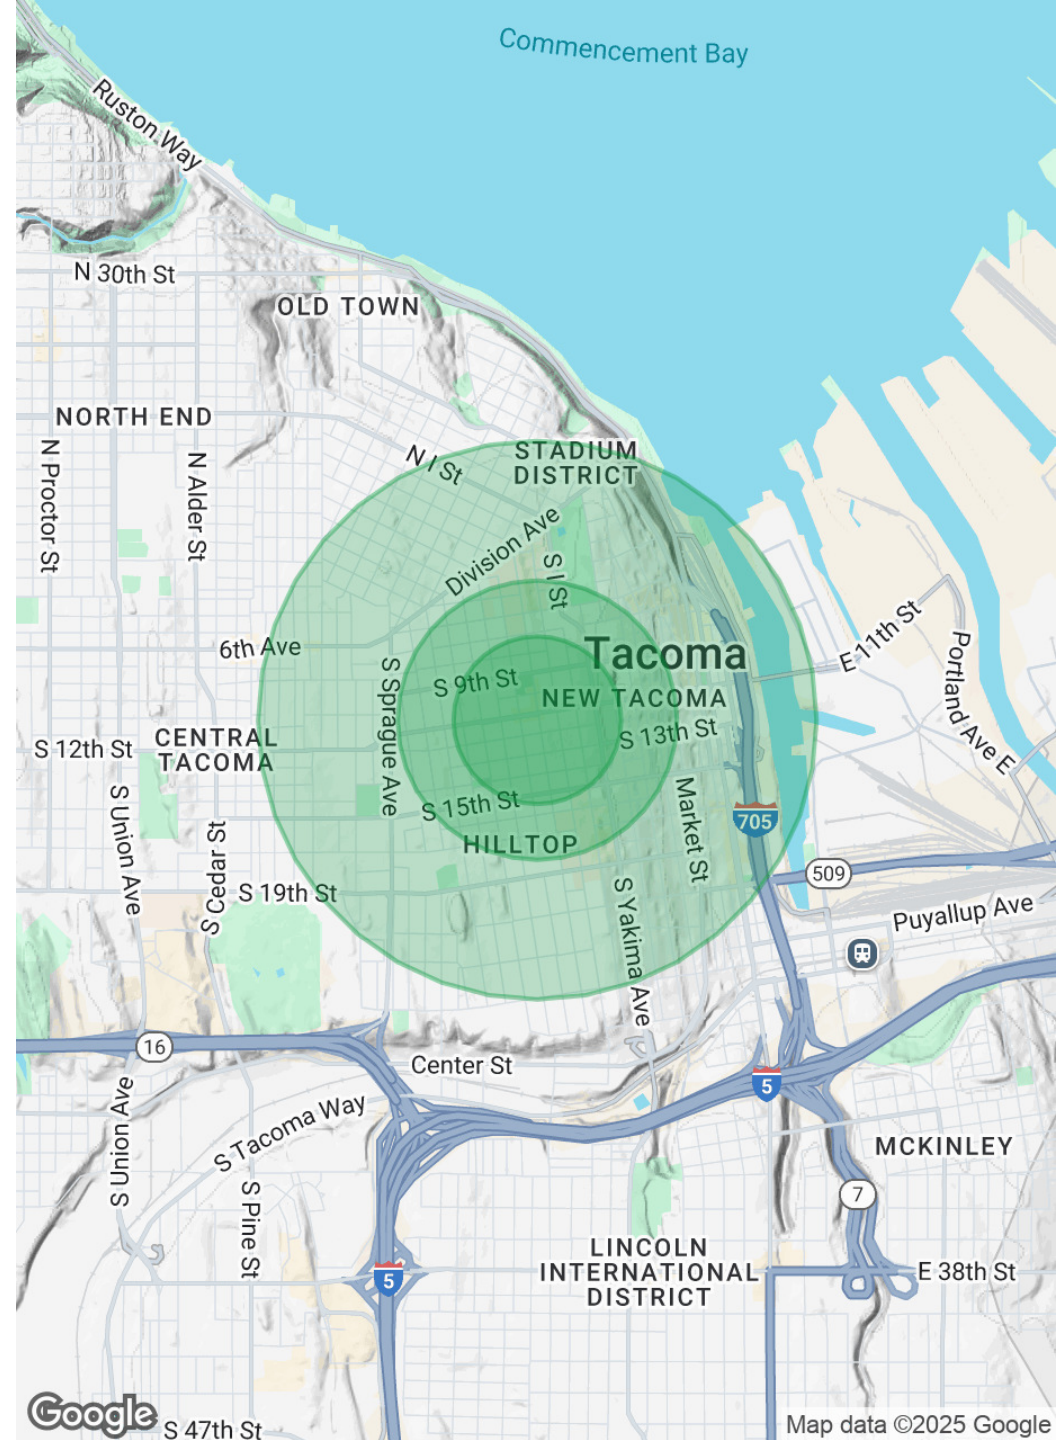 Commencement Bay
Ruston Way
N 30th St
OLD TOWN
NORTH END
N Proctor St
N Alder St
N I St
STADIUM
DISTRICT
Division Ave
S I St
6th Ave
S Sprague Ave
S 9th St
Tacoma
NEW TACOMA
E 11th St
Portland Ave E
S 12th St
CENTRAL
TACOMA
S 13th St
S Union Ave
S Cedar St
S 15th St
HILLTOP
Market St
705
509
S 19th St
S Yakima Ave
Puyallup Ave
16
Center St
5
S Union Ave
S Tacoma Way
S Pine St
MCKINLEY
7
LINCOLN
INTERNATIONAL
DISTRICT
5
E 38th St
Google
S 47th St
Map data ©2025 Google